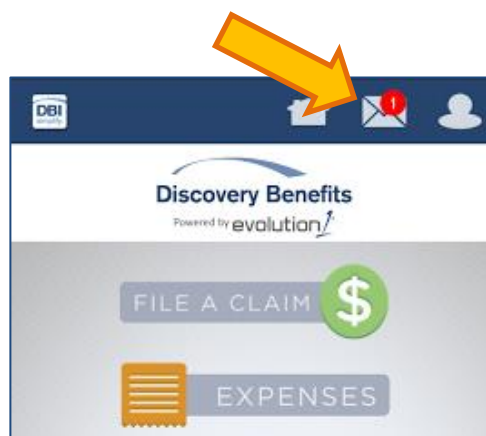 DBI
1
Discovery Benefits
Powered by evolution1
FILE A CLAIM $
EXPENSES